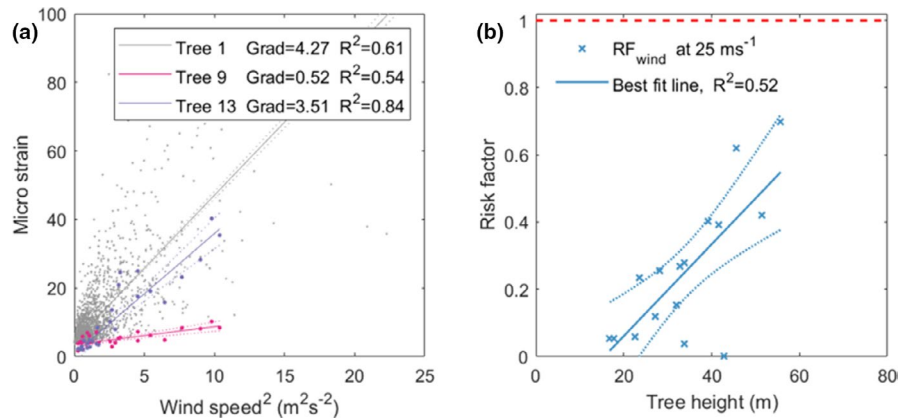 (a)
100
80
60
40
20
0
Micro strain
Tree 1 Grad=4.27 R²=0.61
Tree 9 Grad=0.52 R²=0.54
Tree 13 Grad=3.51 R²=0.84
0 5 10 15 20 25
Wind speed² (m²s⁻²)
(b)
1
0.8
0.6
0.4
0.2
0
Risk factor
RF_wind at 25 ms⁻¹
Best fit line, R²=0.52
0 20 40 60 80
Tree height (m)